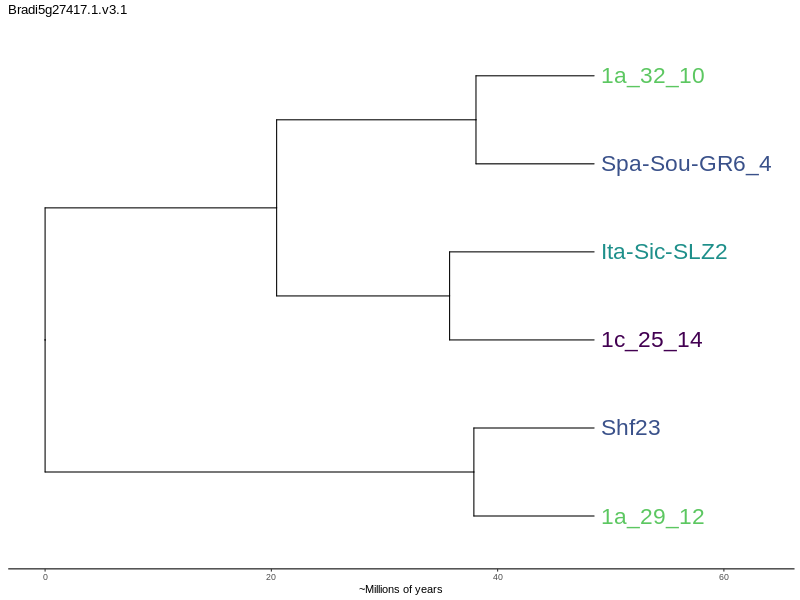 Bradi5g27417.1.v3.1
1a_32_10
Spa-Sou-GR6_4
Ita-Sic-SLZ2
1c_25_14
Shf23
1a_29_12
0 20 40 60
~Millions of years